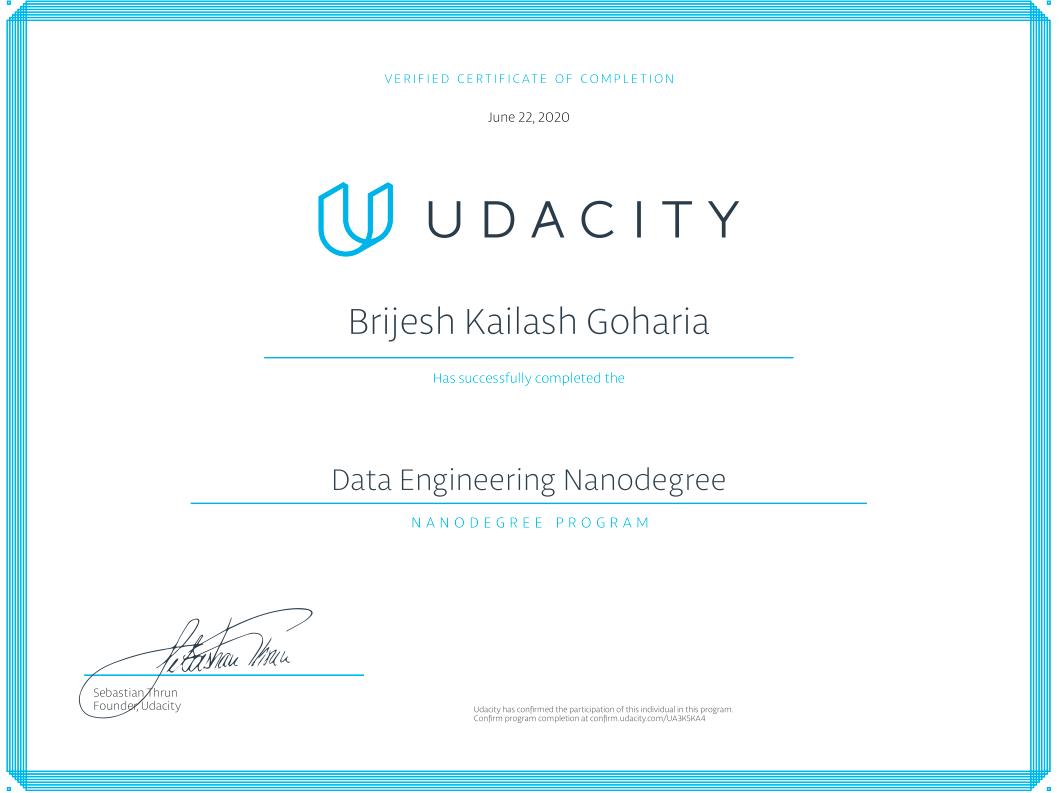 VERIFIED CERTIFICATE OF COMPLETION
June 22, 2020
UDACITY
Brijesh Kailash Goharia
Has successfully completed the
Data Engineering Nanodegree
NANODEGREE PROGRAM
Sebastian Thrun
Sebastian Thrun
Founder, Udacity
Udacity has confirmed the participation of this individual in this program.
Confirm program completion at confirm.udacity.com/UA3K5KA4